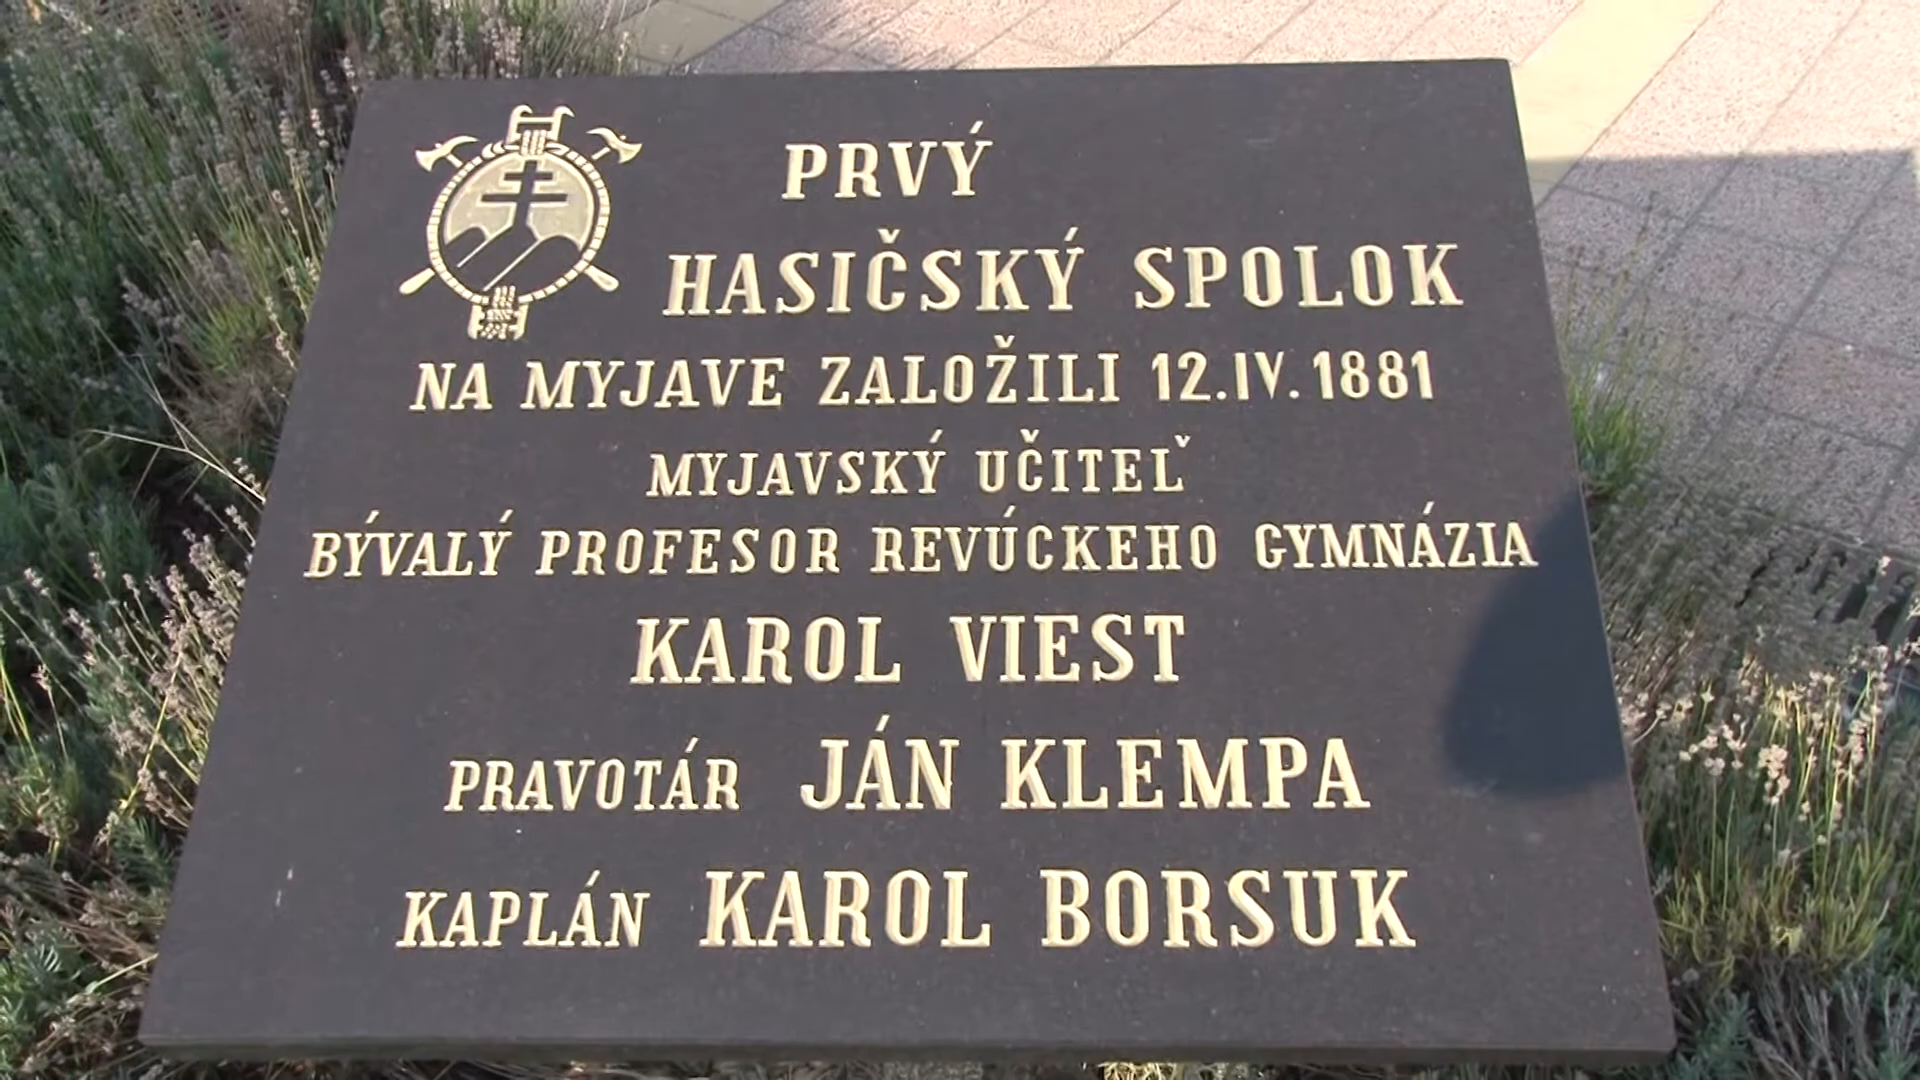 PRVÝ
HASIČSKÝ SPOLOK
NA MYJAVE ZALOŽILI 12.IV.1881
MYJAVSKÝ UČITEĽ
BÝVALÝ PROFESOR REVÚCKEHO GYMNÁZIA
KAROL VIEST
PRAVOTÁR JÁN KLEMPA
KAPLÁN KAROL BORSUK